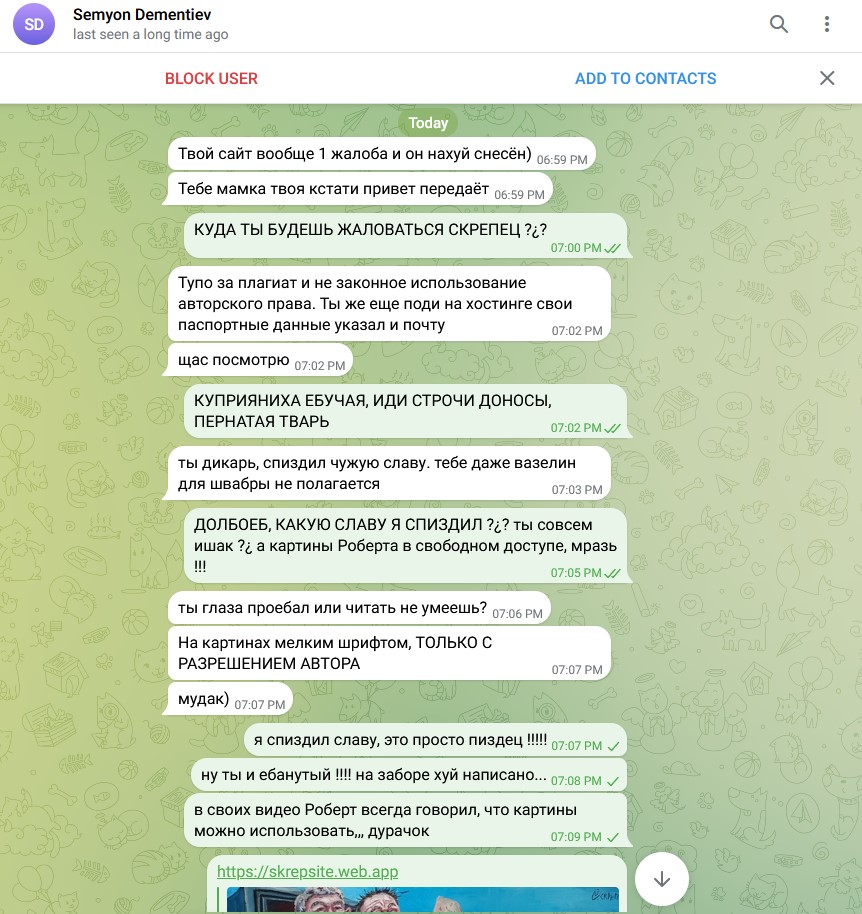 SD
Semyon Dementiev
last seen a long time ago
BLOCK USER
ADD TO CONTACTS
Today
Твой сайт вообще 1 жалоба и он нахуй снесён) 06:59 PM
Тебе мамка твоя кстати привет передаёт 06:59 PM
КУДА ТЫ БУДЕШЬ ЖАЛОВАТЬСЯ СКРЕПЕЦ ?¿?
07:00 PM
Тупо за плагиат и не законное использование
авторского права. Ты же еще поди на хостинге свои
паспортные данные указал и почту
07:02 PM
щас посмотрю 07:02 PM
КУПРИЯНИХА ЕБУЧАЯ, ИДИ СТРОЧИ ДОНОСЫ,
ПЕРНАТАЯ ТВАРЬ
07:02 PM
ты дикарь, спиздил чужую славу. тебе даже вазелин
для швабры не полагается
07:03 PM
ДОЛБОЕБ, КАКУЮ СЛАВУ Я СПИЗДИЛ ?¿? ты совсем
ишак ?¿ а картины Роберта в свободном доступе, мразь
!!!
07:05 PM
ты глаза проебал или читать не умеешь? 07:06 PM
На картинах мелким шрифтом, ТОЛЬКО С
РАЗРЕШЕНИЕМ АВТОРА
07:07 PM
мудак) 07:07 PM
я спиздил славу, это просто пиздец !!!!! 07:07 PM
ну ты и ебанутый !!!! на заборе хуй написано... 07:08 PM
в своих видео Роберт всегда говорил, что картины
можно использовать,,, дурачок
07:09 PM
https://skrepsite.web.app